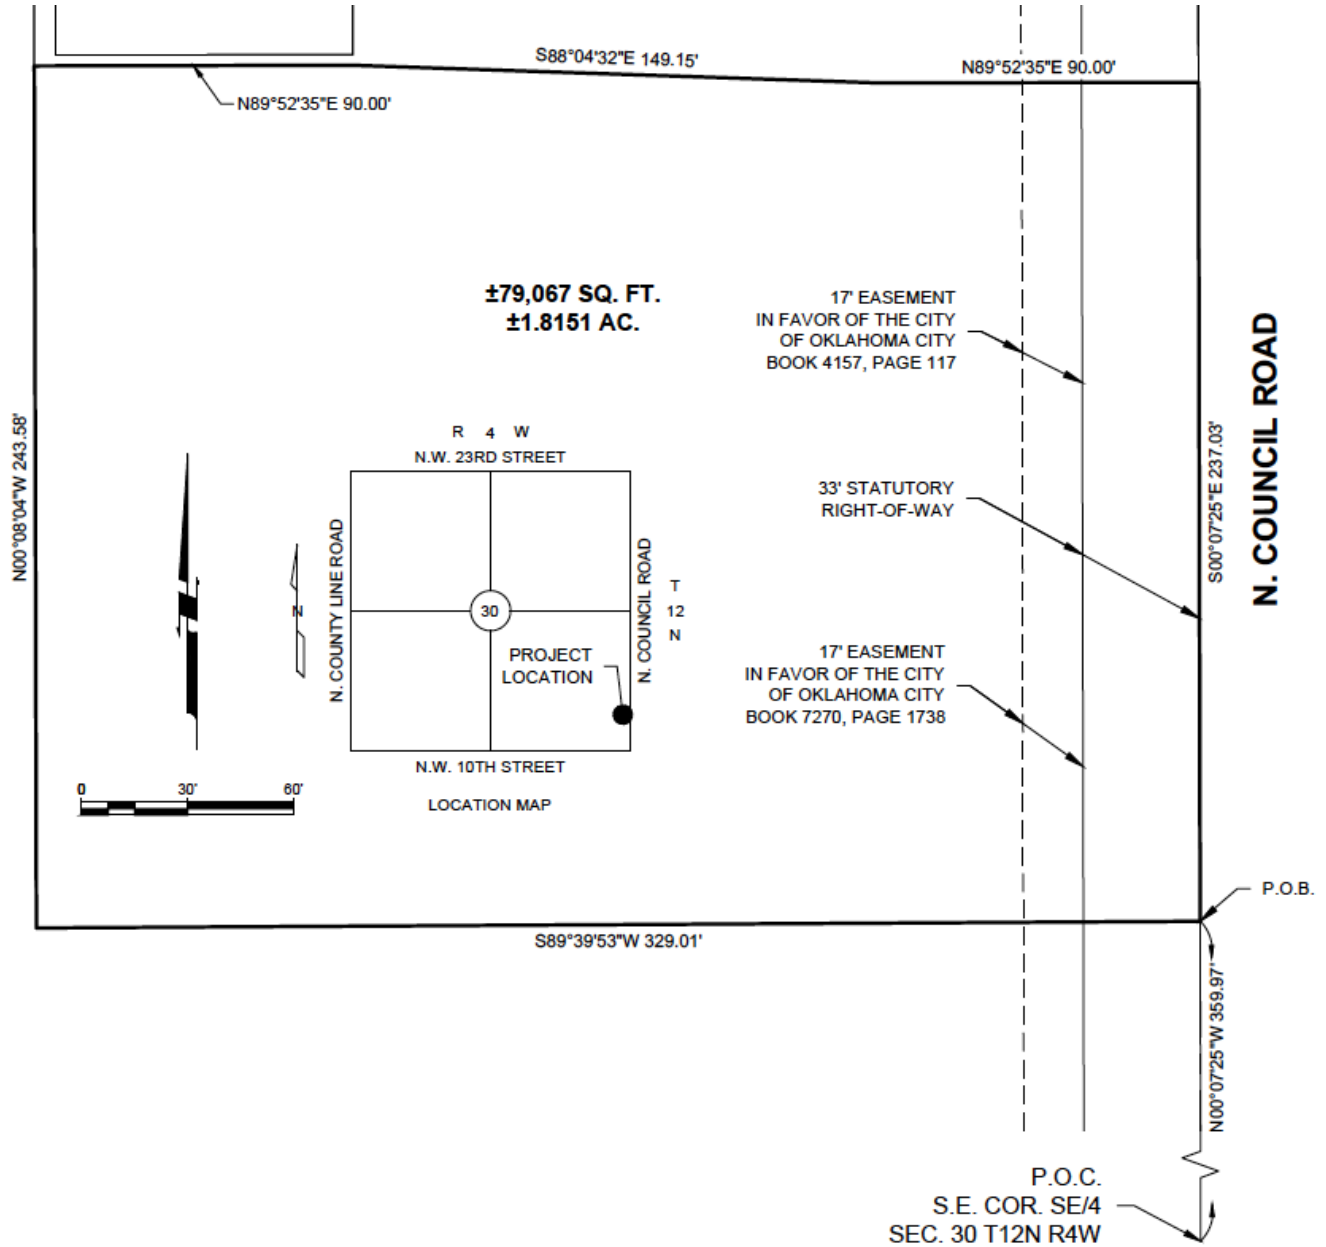 S88°04'32"E 149.15'
N89°52'35"E 90.00'
N89°52'35"E 90.00'
±79,067 SQ. FT.
±1.8151 AC.
17' EASEMENT
IN FAVOR OF THE CITY
OF OKLAHOMA CITY
BOOK 4157, PAGE 117
N. COUNCIL ROAD
N00°08'04"W 243.58'
S00°07'25"E 237.03'
R 4 W
N.W. 23RD STREET
33' STATUTORY
RIGHT-OF-WAY
N. COUNTY LINE ROAD
N. COUNCIL ROAD
T
12
N
30
N
PROJECT
LOCATION
17' EASEMENT
IN FAVOR OF THE CITY
OF OKLAHOMA CITY
BOOK 7270, PAGE 1738
N.W. 10TH STREET
LOCATION MAP
0 30' 60'
P.O.B.
S89°39'53"W 329.01'
N00°07'25"W 359.97'
P.O.C.
S.E. COR. SE/4
SEC. 30 T12N R4W